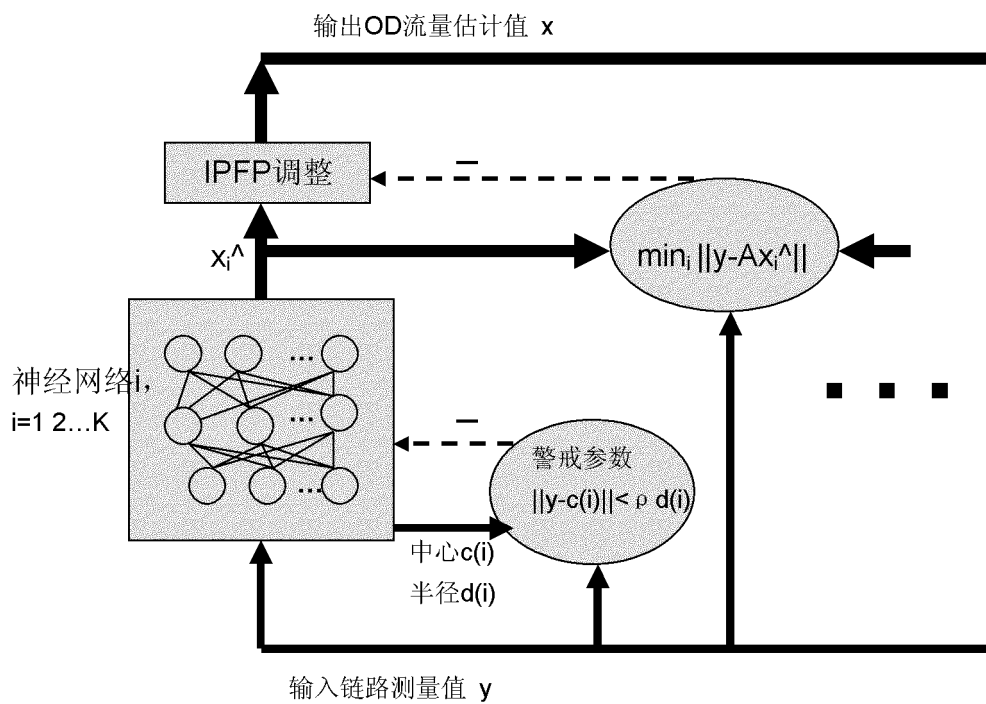 输出OD流量估计值 x
IPFP调整
–
xi^
mini ||y-Axi^||
神经网络i,
i=1 2…K
...
...
...
–
警戒参数
||y-c(i)||< ρ d(i)
中心c(i)
半径d(i)
输入链路测量值 y